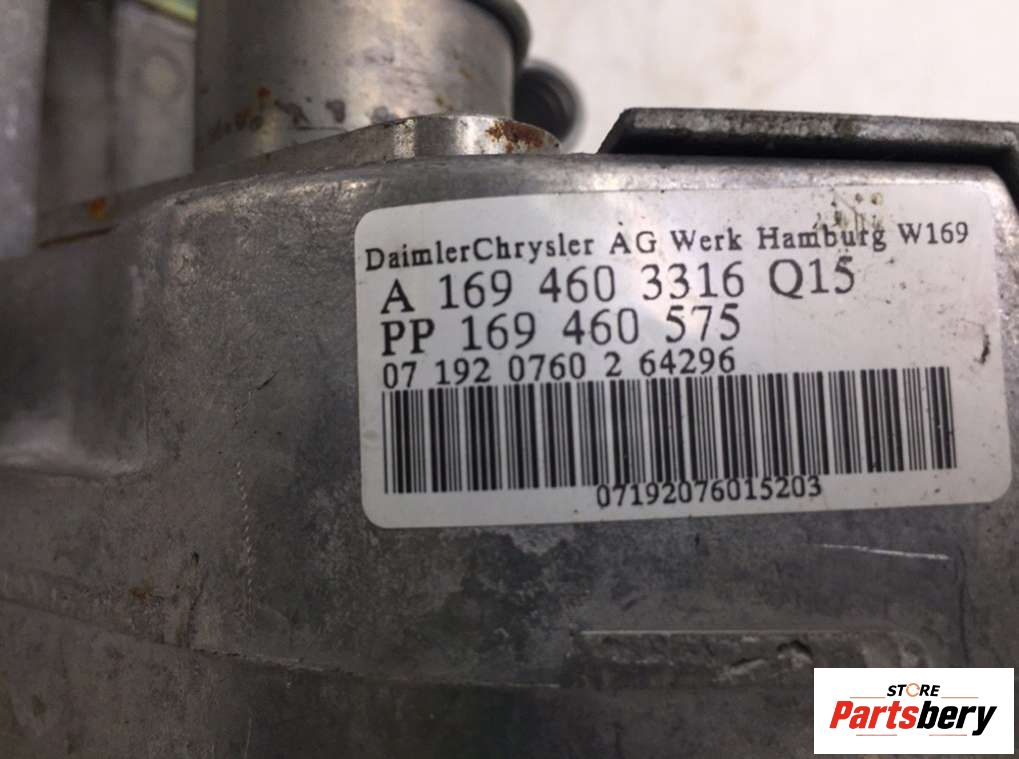 DaimlerChrysler AG Werk Hamburg W169
A 169 460 3316 Q15
PP 169 460 575
07 192 0760 2 64296
07192076015203
STORE
Partsbery